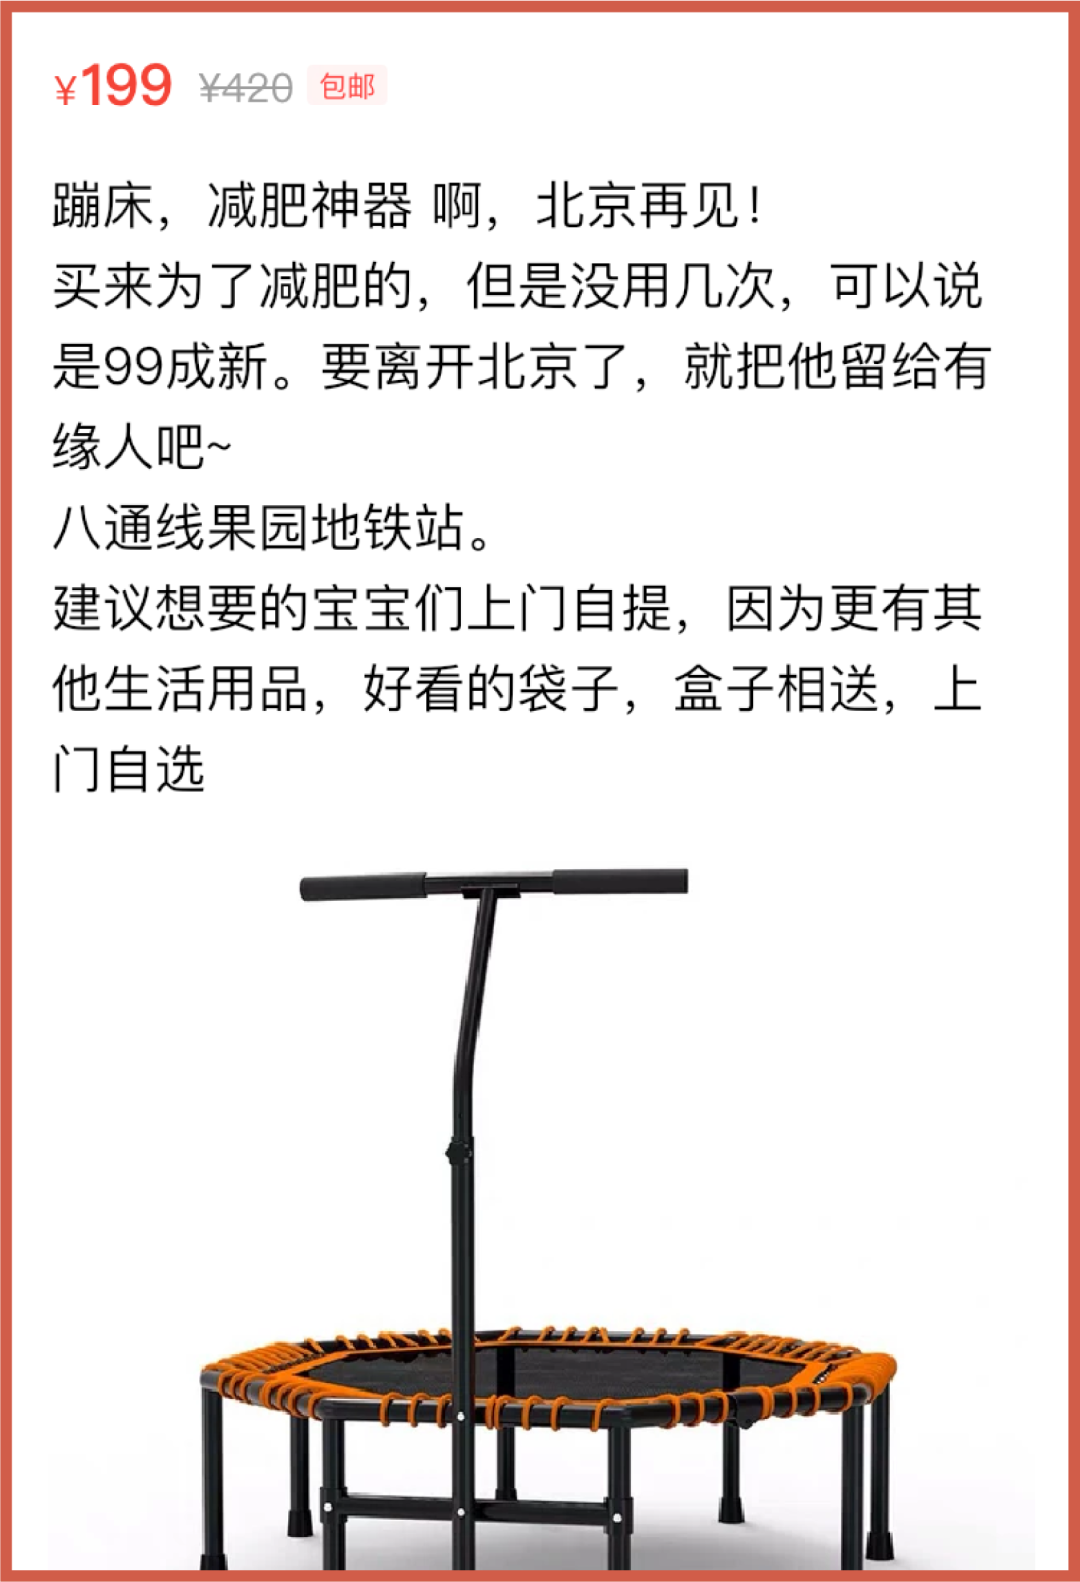 ¥199 ¥420 包邮
蹦床，减肥神器 啊，北京再见！
买来为了减肥的，但是没用几次，可以说
是99成新。要离开北京了，就把他留给有
缘人吧~
八通线果园地铁站。
建议想要的宝宝们上门自提，因为更有其
他生活用品，好看的袋子，盒子相送，上
门自选